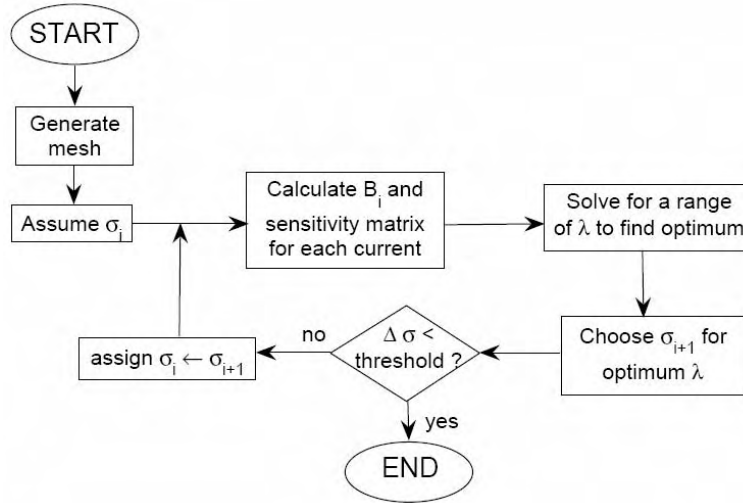 START
Generate
mesh
Assume σi
Calculate Bi and
sensitivity matrix
for each current
Solve for a range
of λ to find optimum
Choose σi+1 for
optimum λ
Δ σ <
threshold ?
no
assign σi ← σi+1
yes
END